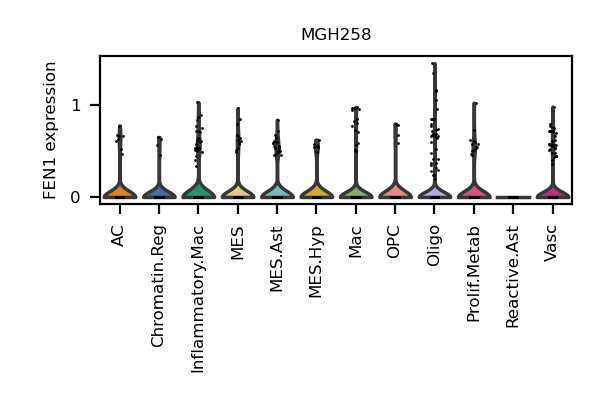 MGH258
FEN1 expression
1
0
AC
Chromatin.Reg
Inflammatory.Mac
MES
MES.Ast
MES.Hyp
Mac
OPC
Oligo
Prolif.Metab
Reactive.Ast
Vasc